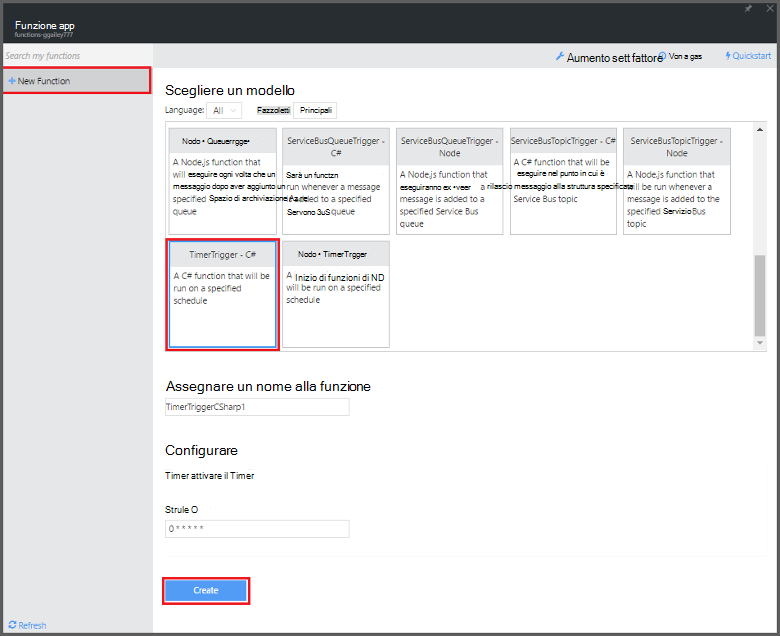 Funzione app
functions-ggailey777
Search my functions
Aumento sett fattore
Von a gas
Quickstart
+ New Function
Scegliere un modello
Language: All
Fazzoletti
Principali
Nodo • Queuerrgge•
A Node.js function that
will eseguire ogni volta che un
messaggio dopo aver aggiunto un
specified Spazio di archiviazione
queue
ServiceBusQueueTrigger -
C#
Sarà un functzn
run whenever a message
added to a specified
Servono 3uS queue
ServiceBusQueueTrigger -
Node
A Node.js function that
eseguiranno ex •veer a
message is added to a
specified Service Bus
queue
ServiceBusTopicTrigger - C#
A C# function that will be
eseguire nel punto in cui è
rilascio messaggio alla struttura specificata
Service Bus topic
ServiceBusTopicTrigger -
Node
A Node.js function that
will be run whenever a
message is added to the
specified Servizio Bus
topic
TimerTrigger - C#
A C# function that will be
run on a specified
schedule
Nodo • TimerTrgger
A Inizio di funzioni di ND
will be run on a specified
schedule
Assegnare un nome alla funzione
TimerTriggerCSharp1
Configurare
Timer attivare il Timer
Strule O
0 * * * * *
Create
Refresh